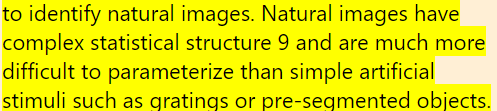 to identify natural images. Natural images have
complex statistical structure 9 and are much more
difficult to parameterize than simple artificial
stimuli such as gratings or pre-segmented objects.